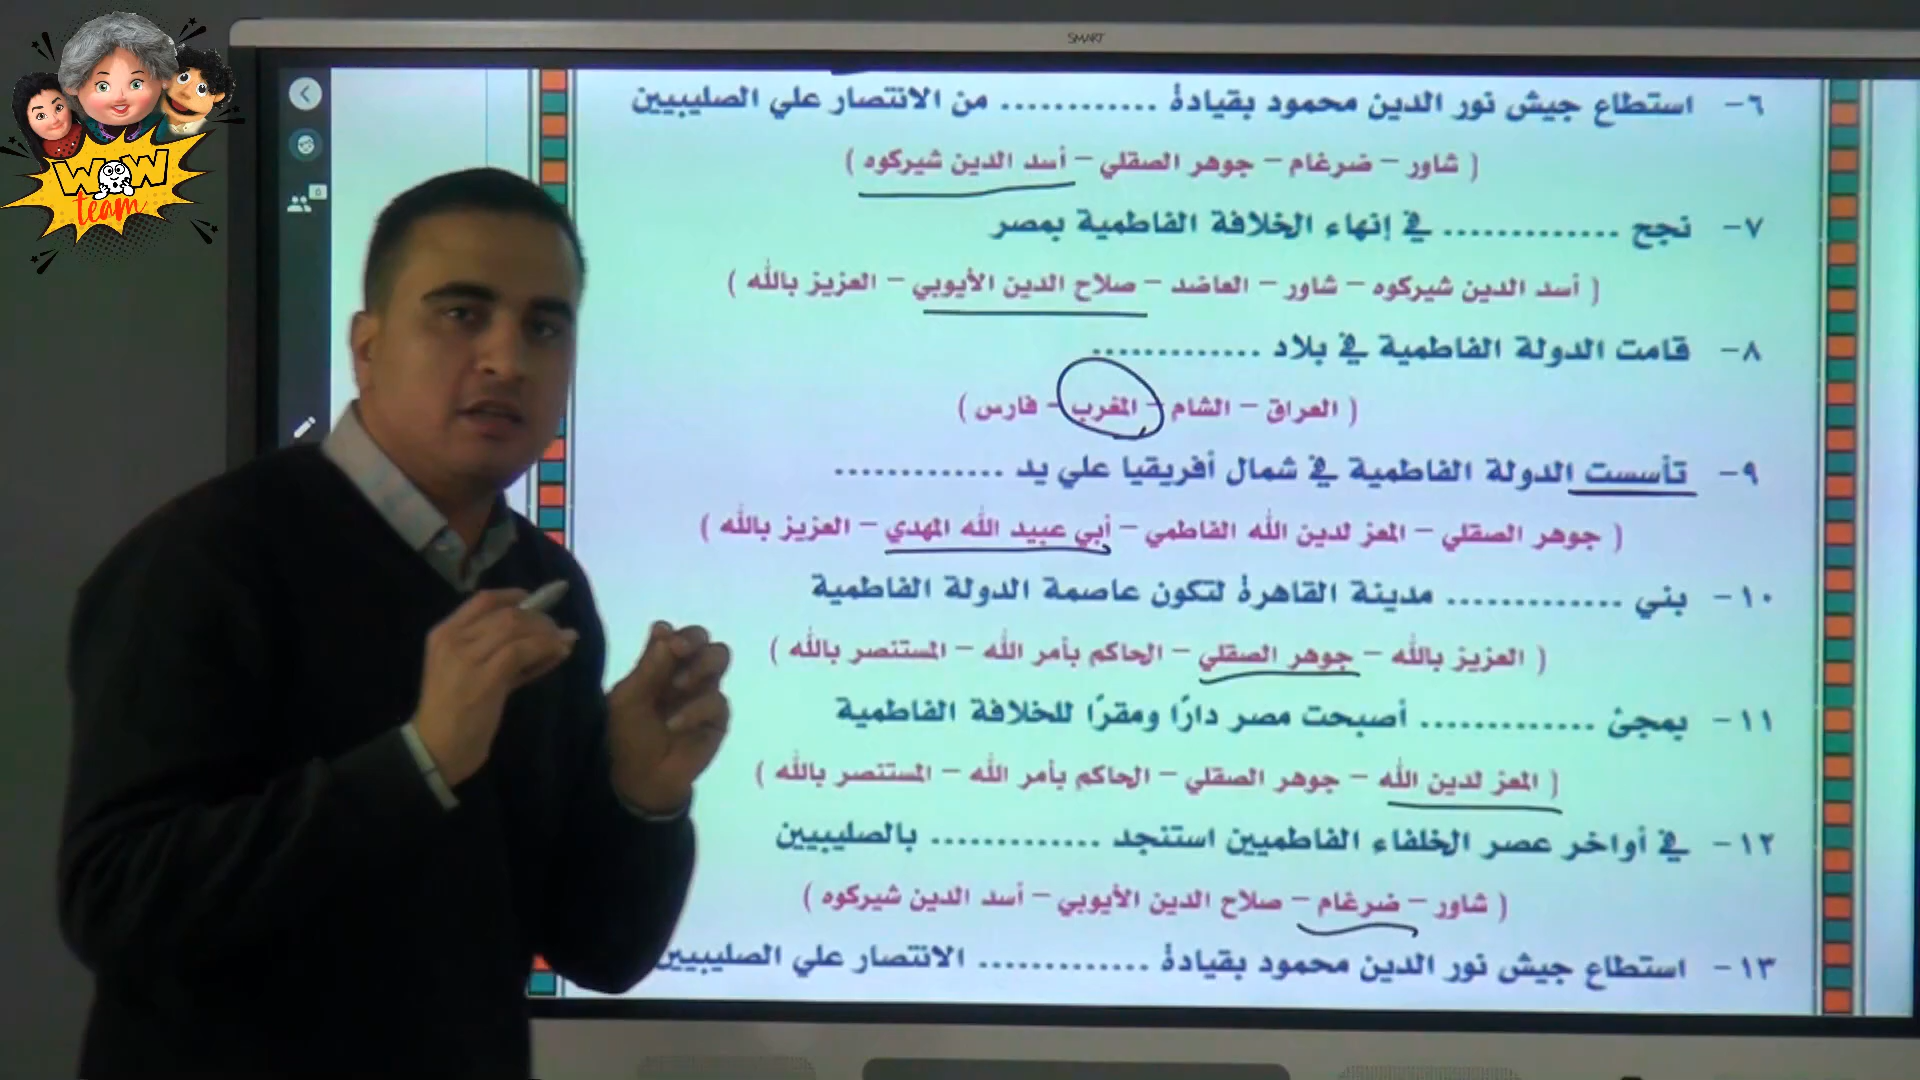 SMART
WOW
team
0
٦- استطاع جيش نور الدين محمود بقيادة ............ من الانتصار علي الصليبيين
( شاور - ضرغام - جوهر الصقلي - أسد الدين شيركوه )
٧- نجح ............. في إنهاء الخلافة الفاطمية بمصر
( أسد الدين شيركوه - شاور - العاضد - صلاح الدين الأيوبي - العزيز بالله )
٨- قامت الدولة الفاطمية في بلاد .............
( العراق - الشام - المغرب - فارس )
٩- تأسست الدولة الفاطمية في شمال أفريقيا علي يد .............
( جوهر الصقلي - المعز لدين الله الفاطمي - أبي عبيد الله المهدي - العزيز بالله )
١٠- بني ............. مدينة القاهرة لتكون عاصمة الدولة الفاطمية
( العزيز بالله - جوهر الصقلي - الحاكم بأمر الله - المستنصر بالله )
١١- بمجئ ............. أصبحت مصر دارًا ومقرًا للخلافة الفاطمية
( المعز لدين الله - جوهر الصقلي - الحاكم بأمر الله - المستنصر بالله )
١٢- في أواخر عصر الخلفاء الفاطميين استنجد ............. بالصليبيين
( شاور - ضرغام - صلاح الدين الأيوبي - أسد الدين شيركوه )
١٣- استطاع جيش نور الدين محمود بقيادة ............. الانتصار علي الصليبيين